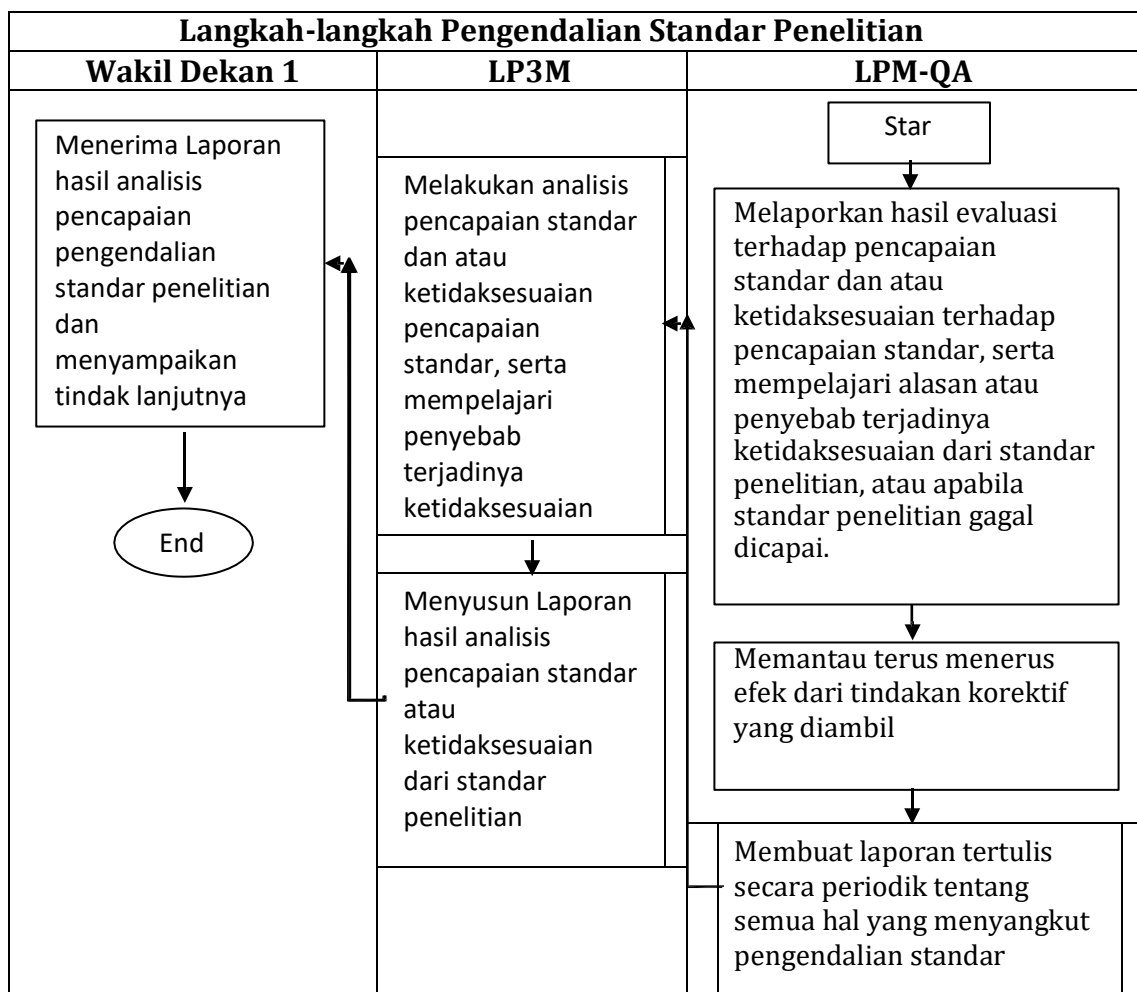 Langkah-langkah Pengendalian Standar Penelitian
Wakil Dekan 1
LP3M
LPM-QA
Menerima Laporan
hasil analisis
pencapaian
pengendalian
standar penelitian
dan
menyampaikan
tindak lanjutnya
End
Melakukan analisis
pencapaian standar
dan atau
ketidaksesuaian
pencapaian
standar, serta
mempelajari
penyebab
terjadinya
ketidaksesuaian
Menyusun Laporan
hasil analisis
pencapaian standar
atau
ketidaksesuaian
dari standar
penelitian
Star
Melaporkan hasil evaluasi
terhadap pencapaian
standar dan atau
ketidaksesuaian terhadap
pencapaian standar, serta
mempelajari alasan atau
penyebab terjadinya
ketidaksesuaian dari standar
penelitian, atau apabila
standar penelitian gagal
dicapai.
Memantau terus menerus
efek dari tindakan korektif
yang diambil
Membuat laporan tertulis
secara periodik tentang
semua hal yang menyangkut
pengendalian standar